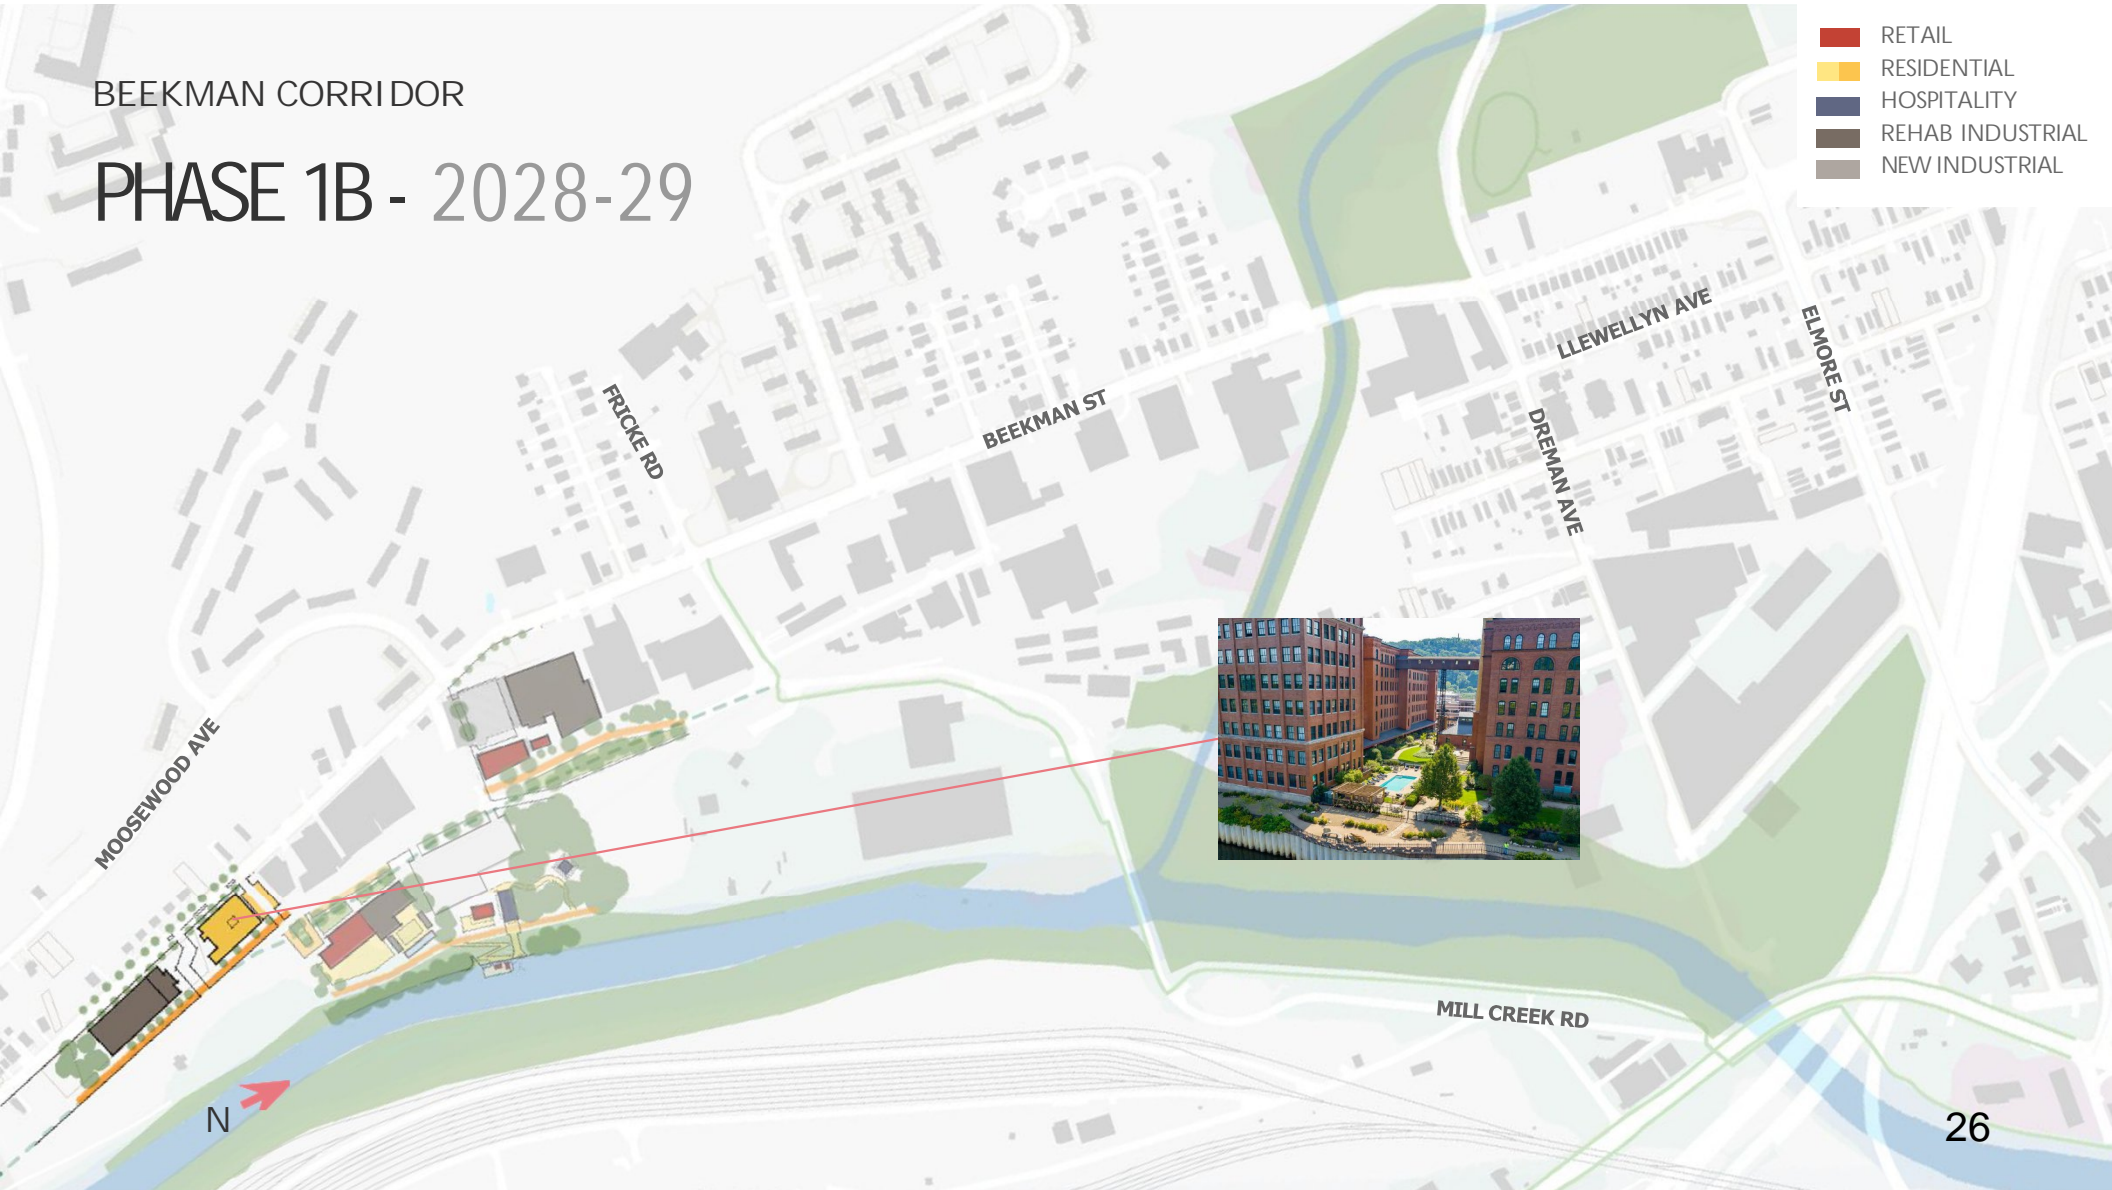 BEEKMAN CORRIDOR
PHASE 1B - 2028-29
RETAIL
RESIDENTIAL
HOSPITALITY
REHAB INDUSTRIAL
NEW INDUSTRIAL
LLEWELLYN AVE
ELMORE ST
FRICKE RD
BEEKMAN ST
DREMAN AVE
MOOSEWOOD AVE
MILL CREEK RD
N
26